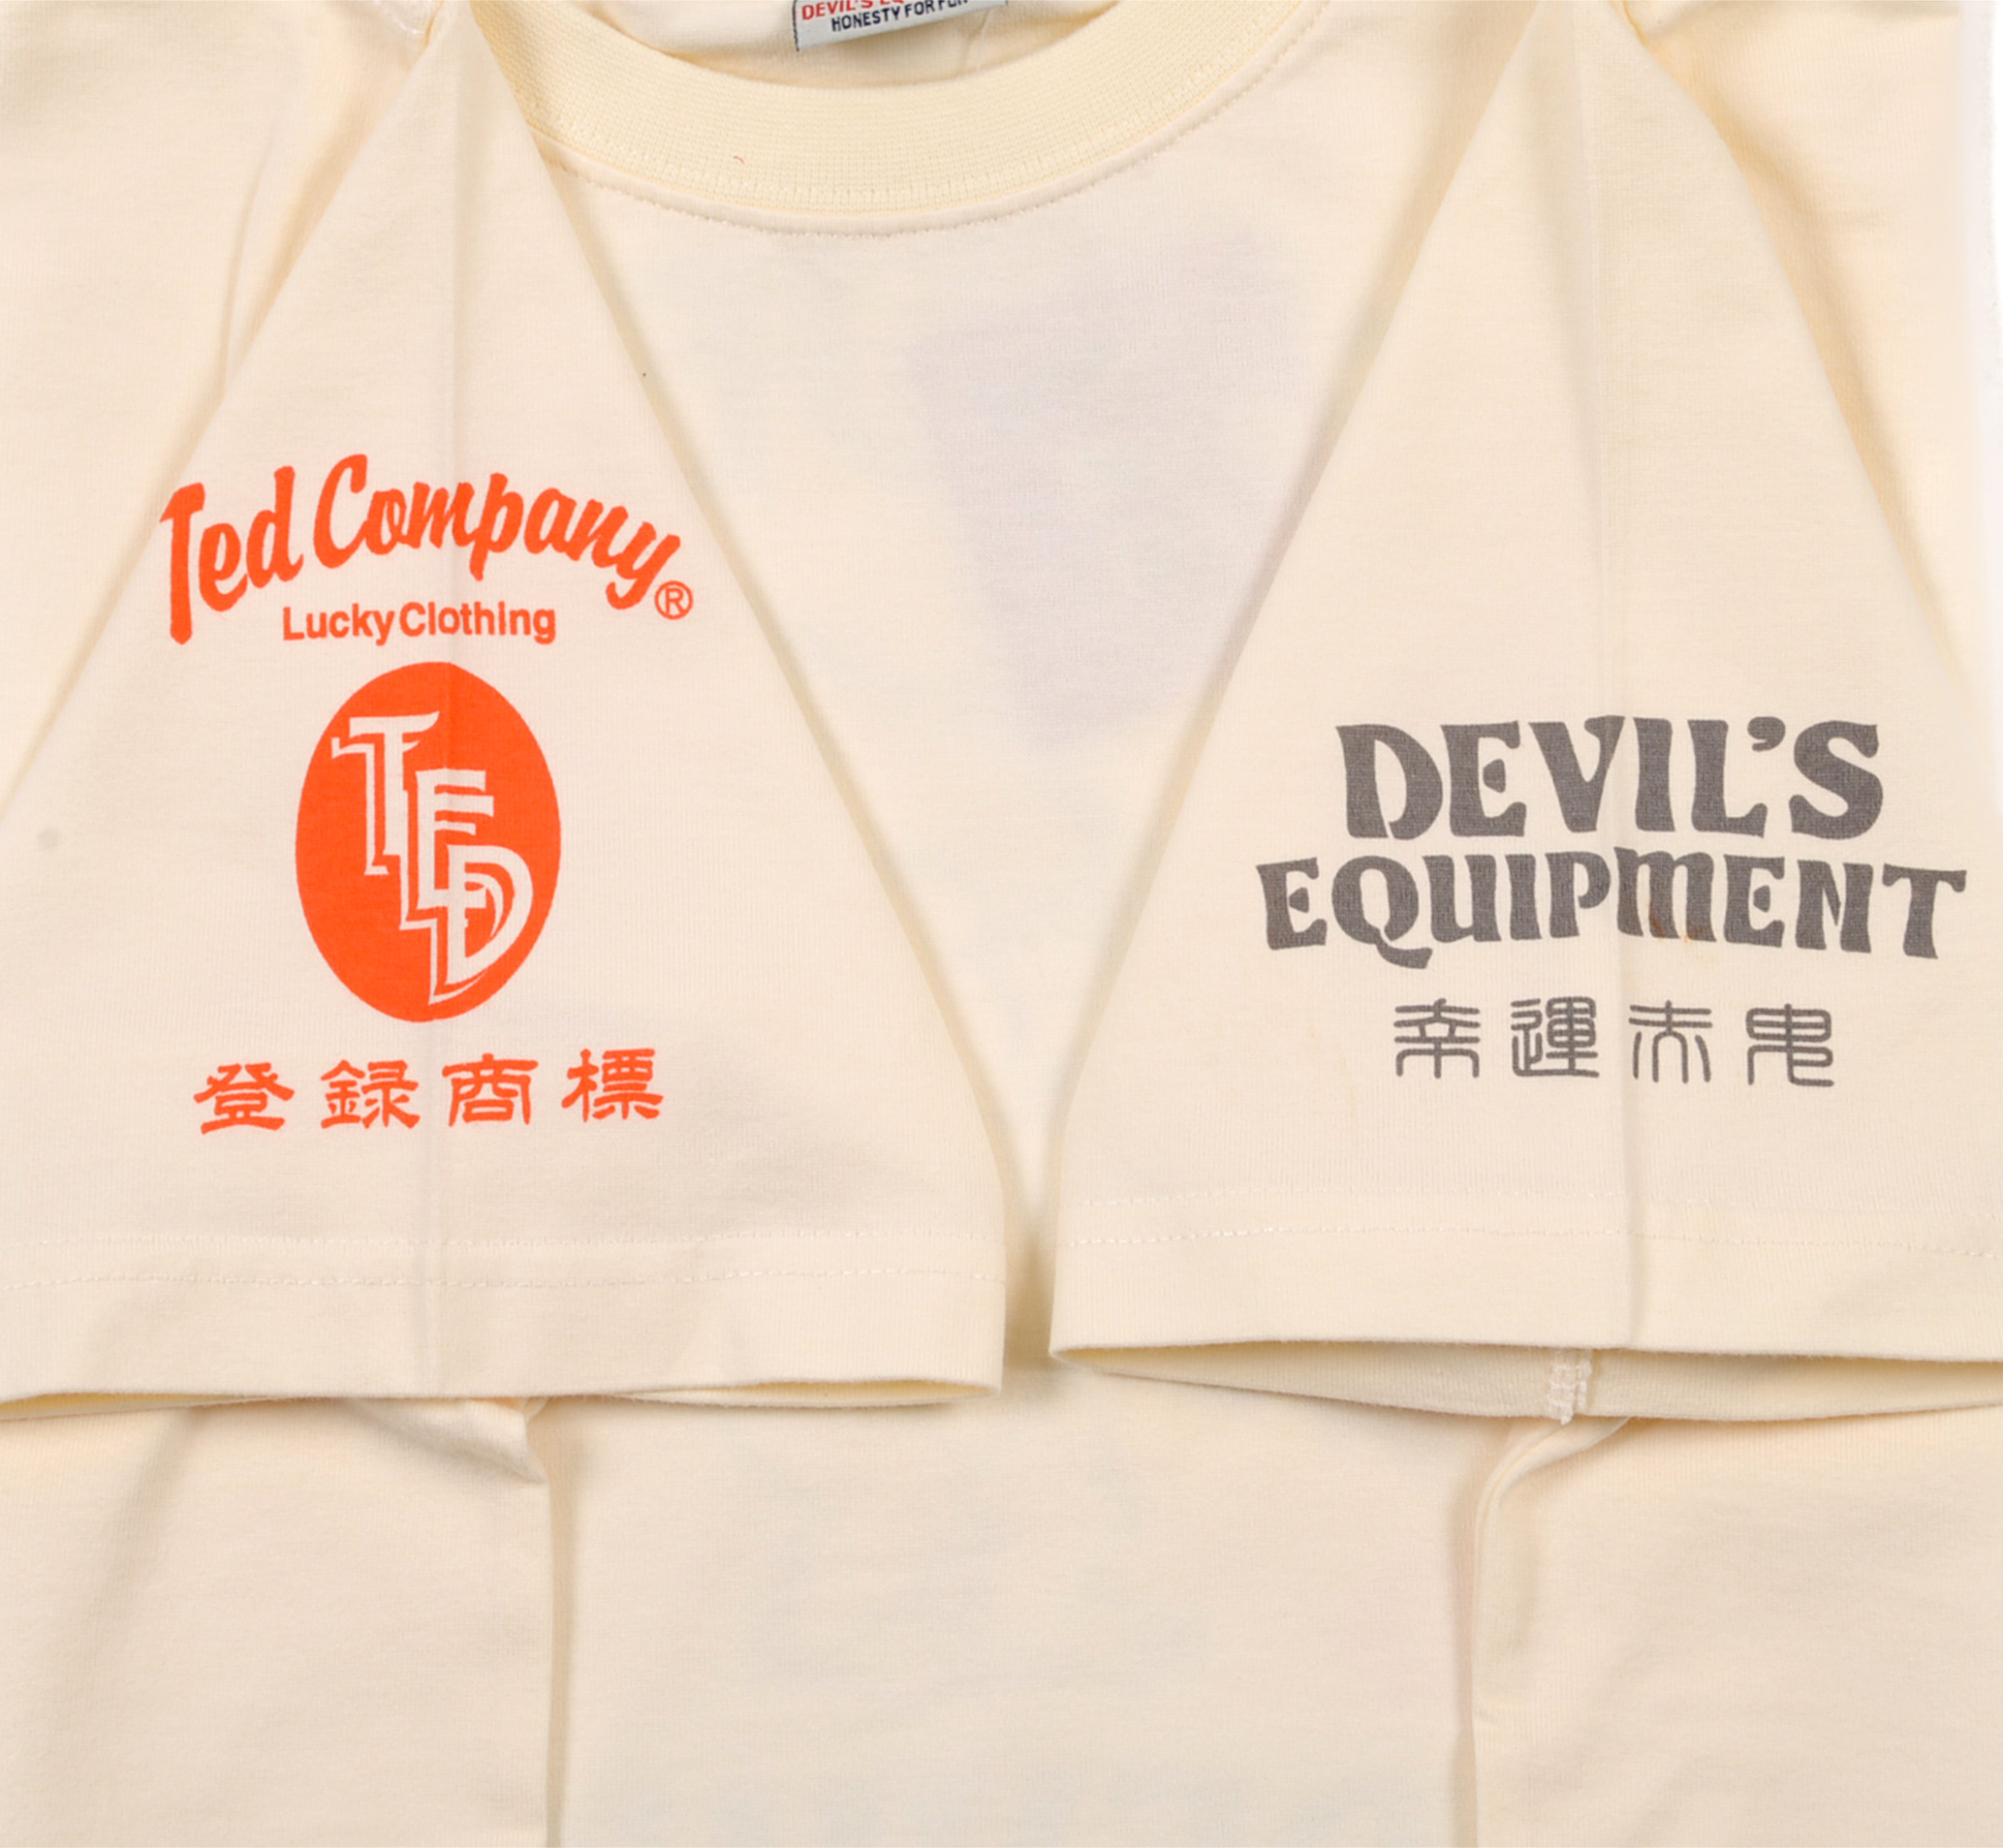 DEVIL'S
HONESTY FOR
Ted Company®
Lucky Clothing
TED
登録商標
DEVIL'S
EQUIPMENT
幸運赤鬼